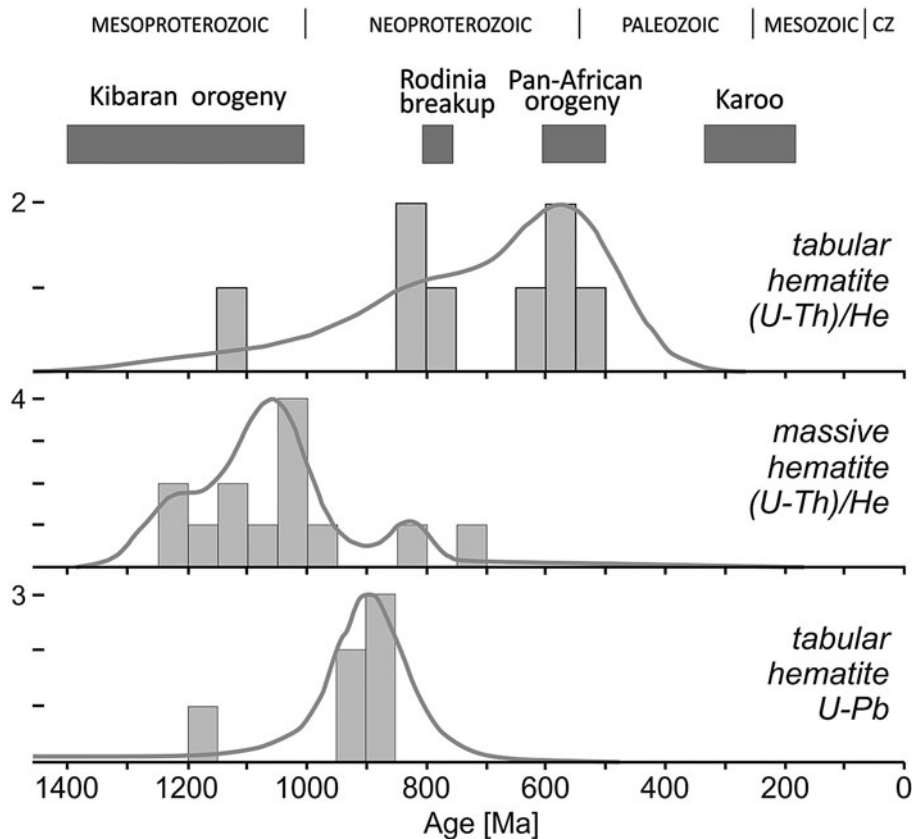 MESOPROTEROZOIC | NEOPROTEROZOIC | PALEOZOIC | MESOZOIC | CZ
Kibaran orogeny
Rodinia
breakup
Pan-African
orogeny
Karoo
2
tabular
hematite
(U-Th)/He
4
massive
hematite
(U-Th)/He
3
tabular
hematite
U-Pb
1400 1200 1000 800 600 400 200 0
Age [Ma]